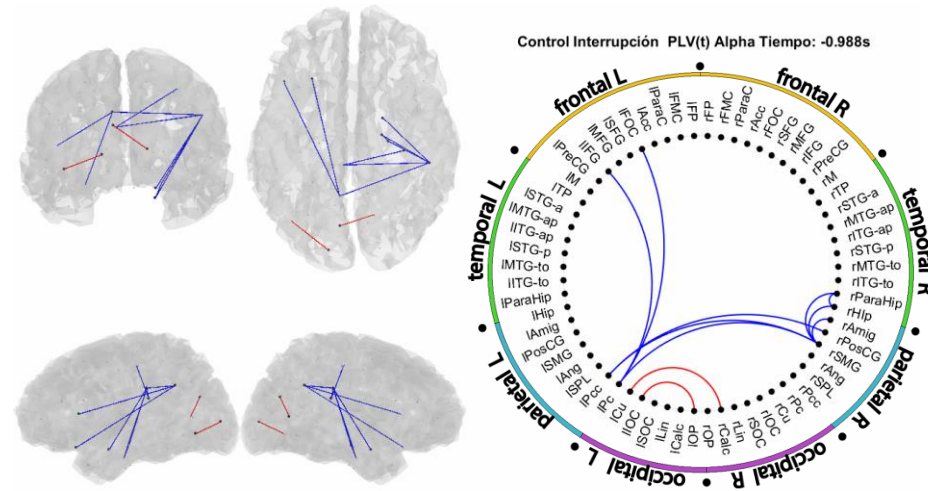 Control Interrupción PLV(t) Alpha Tiempo: -0.988s
frontal L
frontal R
temporal L
temporal R
parietal L
parietal R
occipital L
occipital R
lFP
lFMC
lParaC
lAcc
lFOC
lSFG
lMFG
lIFG
lPreCG
lM
lTP
lSTG-a
lMTG-ap
lITG-ap
lSTG-p
lMTG-to
lITG-to
lParaHip
lHip
lAmig
lPosCG
lSMG
lAng
lSPL
lPcc
lPc
lCu
lIOC
lSOC
lLin
lCalc
lOP
rOP
rCalc
rLin
rSOC
rIOC
rCu
rPc
rPcc
rSPL
rAng
rSMG
rPosCG
rAmig
rHIp
rParaHip
rITG-to
rMTG-to
rSTG-p
rITG-ap
rMTG-ap
rSTG-a
rTP
rM
rPreCG
rIFG
rMFG
rSFG
rFOC
rAcc
rParaC
rFMC
rFP